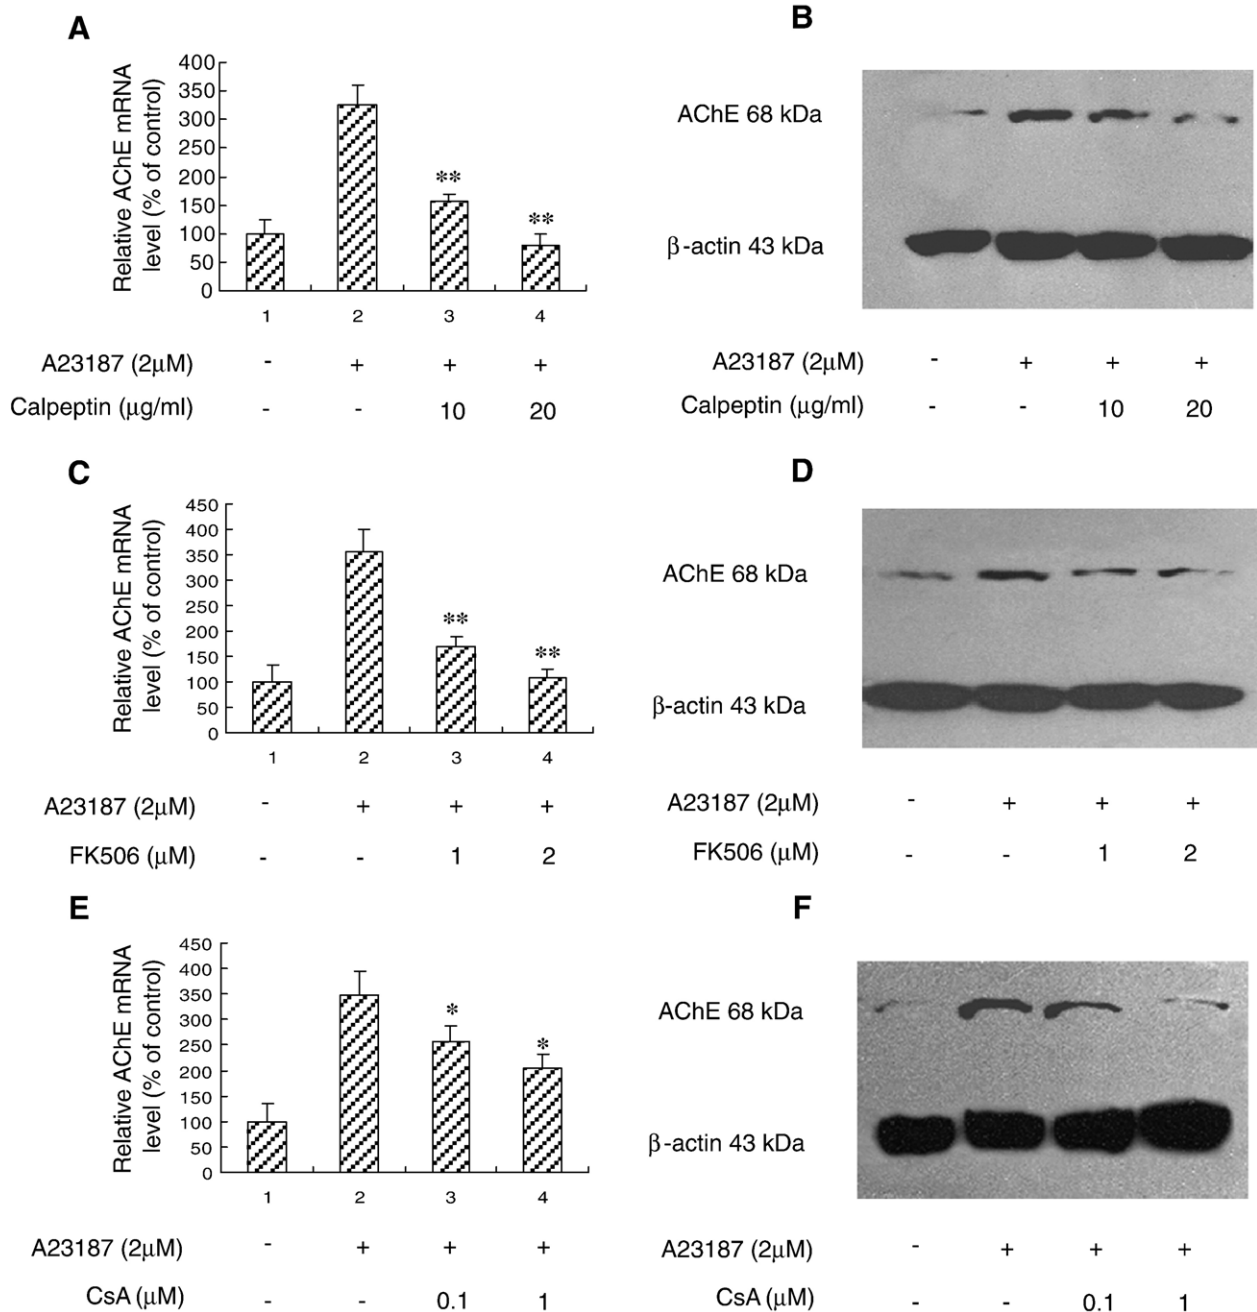 A
Relative AChE mRNA
level (% of control)
400
350
300
250
200
150
100
50
0
**
**
1 2 3 4
A23187 (2μM) - + + +
Calpeptin (μg/ml) - - 10 20
B
AChE 68 kDa
β-actin 43 kDa
A23187 (2μM) - + + +
Calpeptin (μg/ml) - - 10 20
C
Relative AChE mRNA
level (% of control)
450
400
350
300
250
200
150
100
50
0
**
**
1 2 3 4
A23187 (2μM) - + + +
FK506 (μM) - - 1 2
D
AChE 68 kDa
β-actin 43 kDa
A23187 (2μM) - + + +
FK506 (μM) - - 1 2
E
Relative AChE mRNA
level (% of control)
450
400
350
300
250
200
150
100
50
0
*
*
1 2 3 4
A23187 (2μM) - + + +
CsA (μM) - - 0.1 1
F
AChE 68 kDa
β-actin 43 kDa
A23187 (2μM) - + + +
CsA (μM) - - 0.1 1